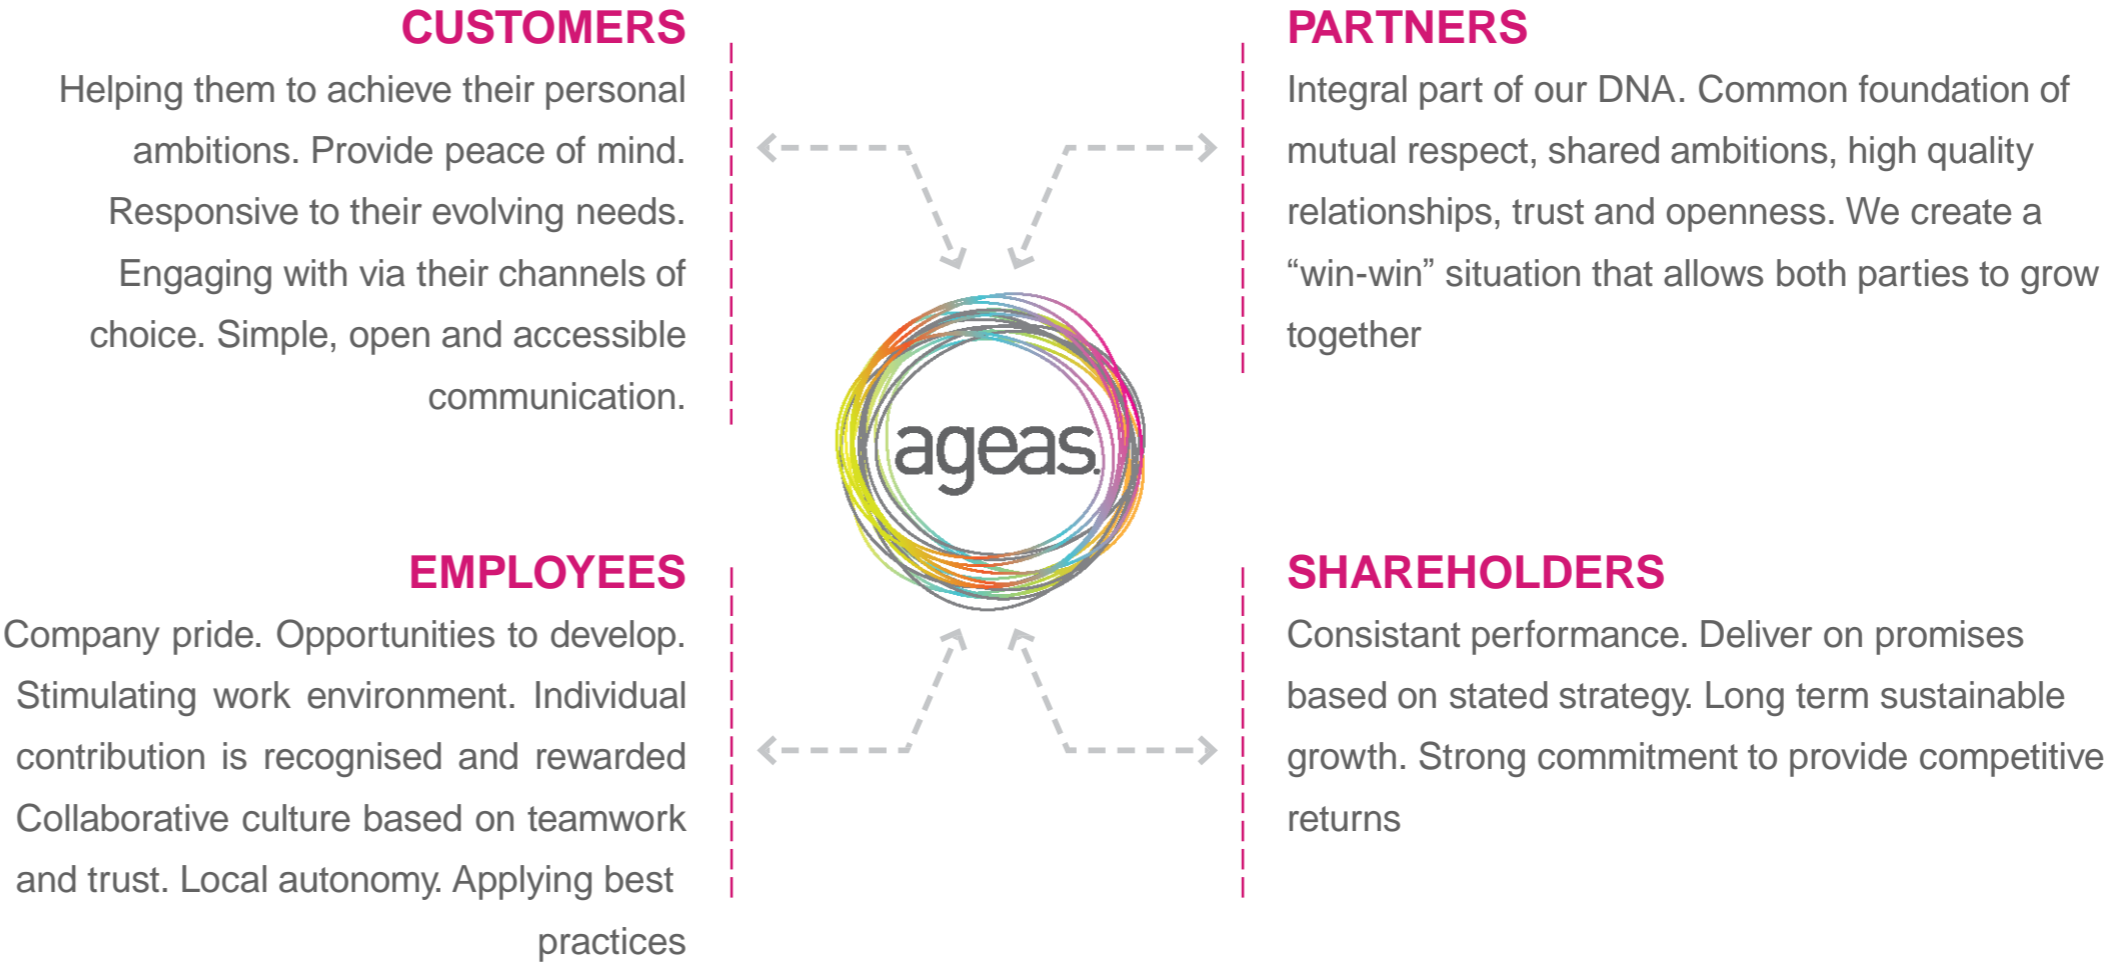 CUSTOMERS
Helping them to achieve their personal
ambitions. Provide peace of mind.
Responsive to their evolving needs.
Engaging with via their channels of
choice. Simple, open and accessible
communication.
PARTNERS
Integral part of our DNA. Common foundation of
mutual respect, shared ambitions, high quality
relationships, trust and openness. We create a
“win-win” situation that allows both parties to grow
together
ageas.
EMPLOYEES
Company pride. Opportunities to develop.
Stimulating work environment. Individual
contribution is recognised and rewarded
Collaborative culture based on teamwork
and trust. Local autonomy. Applying best
practices
SHAREHOLDERS
Consistant performance. Deliver on promises
based on stated strategy. Long term sustainable
growth. Strong commitment to provide competitive
returns